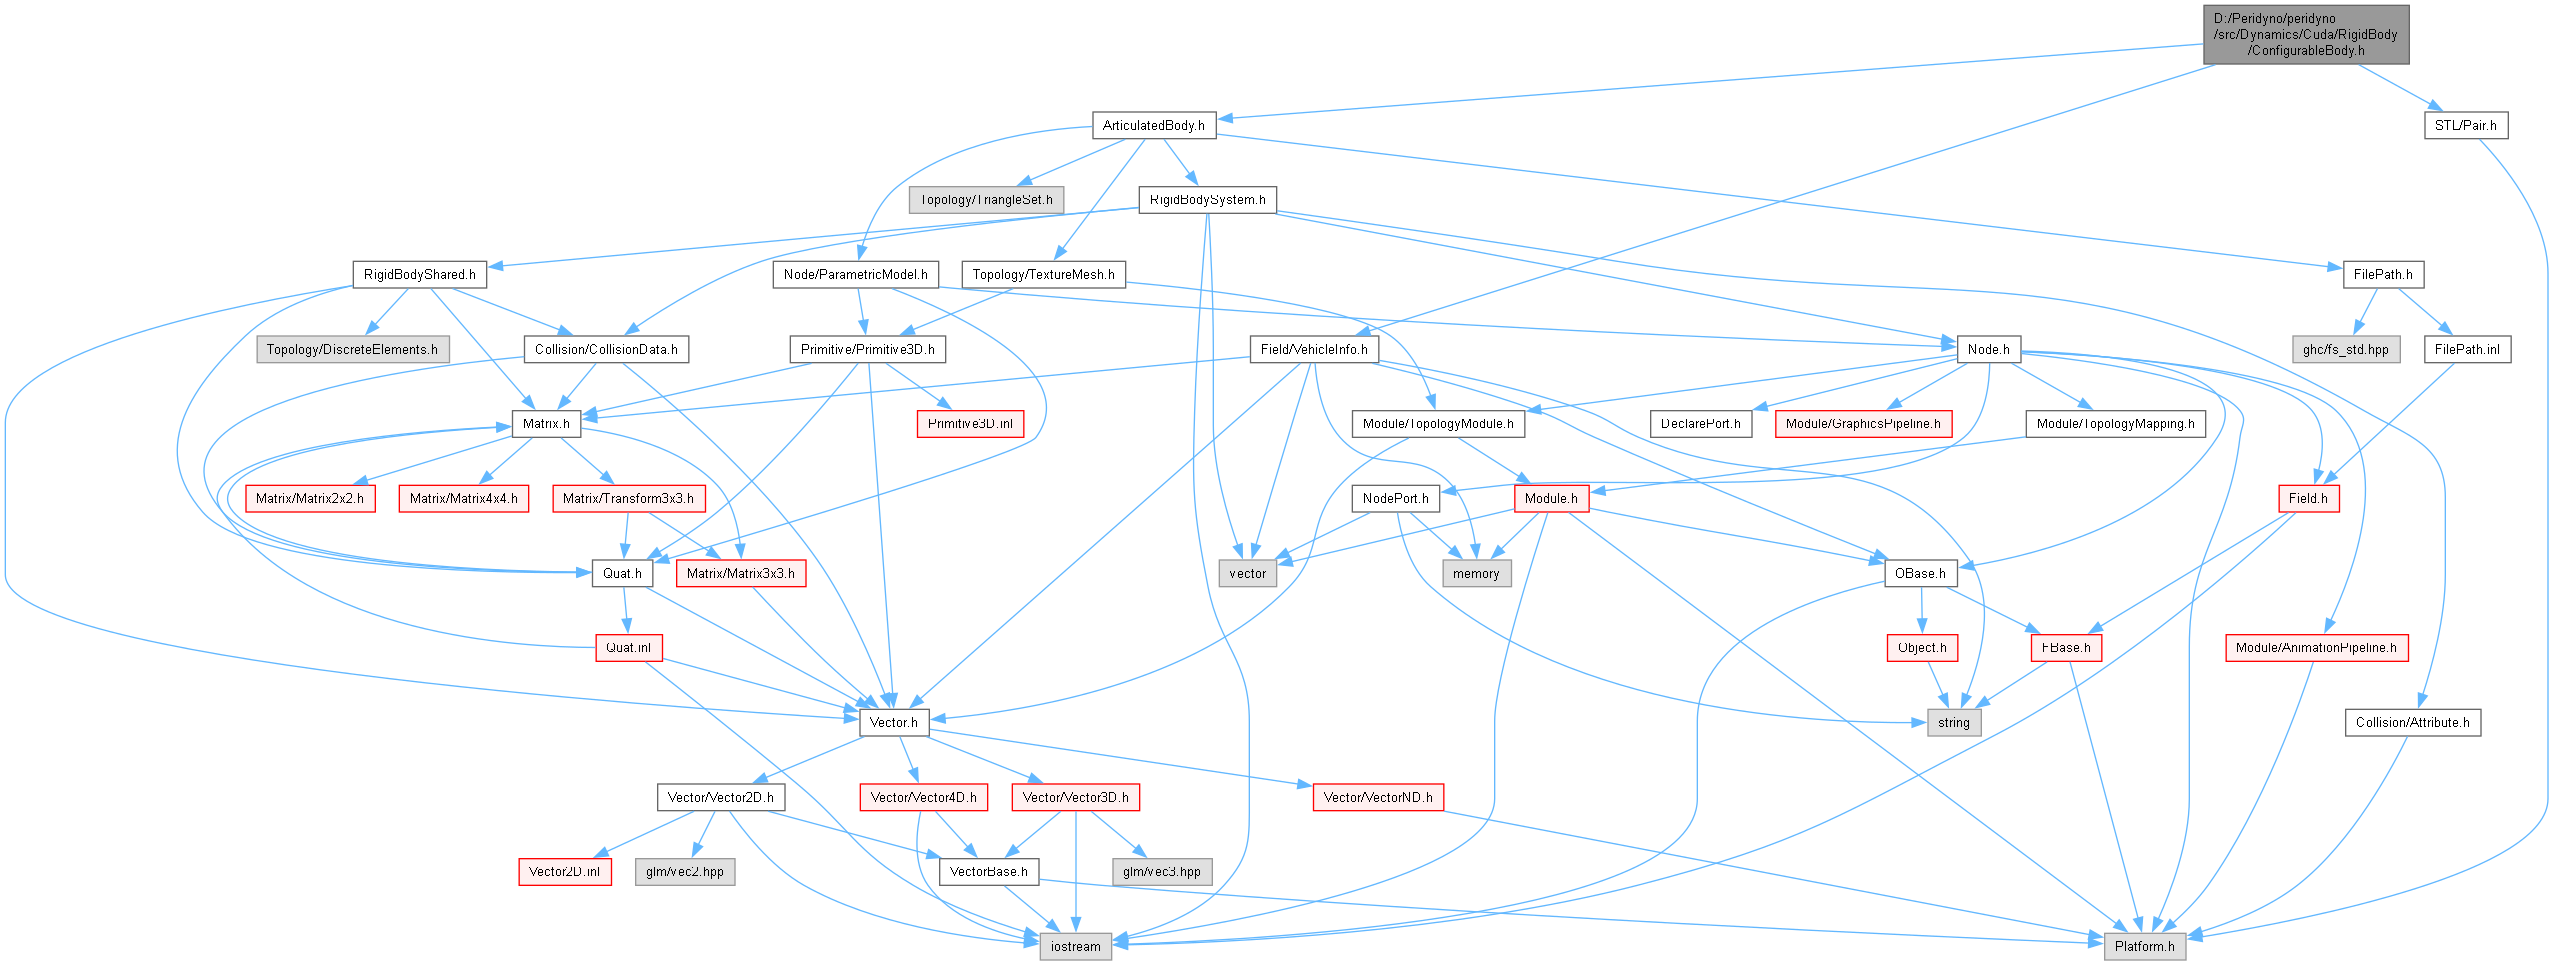 D:/Peridyno/peridyno
/src/Dynamics/Cuda/RigidBody
/ConfigurableBody.h
ArticulatedBody.h
STL/Pair.h
Topology/TriangleSet.h
RigidBodySystem.h
RigidBodyShared.h
Node/ParametricModel.h
Topology/TextureMesh.h
FilePath.h
Topology/DiscreteElements.h
Collision/CollisionData.h
Primitive/Primitive3D.h
Field/VehicleInfo.h
Node.h
ghc/fs_std.hpp
FilePath.inl
Matrix.h
Primitive3D.inl
Module/TopologyModule.h
DeclarePort.h
Module/GraphicsPipeline.h
Module/TopologyMapping.h
Matrix/Matrix2x2.h
Matrix/Matrix4x4.h
Matrix/Transform3x3.h
NodePort.h
Module.h
Field.h
Quat.h
Matrix/Matrix3x3.h
vector
memory
OBase.h
Quat.inl
Object.h
FBase.h
Module/AnimationPipeline.h
Vector.h
string
Collision/Attribute.h
Vector/Vector2D.h
Vector/Vector4D.h
Vector/Vector3D.h
Vector/VectorND.h
Vector2D.inl
glm/vec2.hpp
VectorBase.h
glm/vec3.hpp
iostream
Platform.h